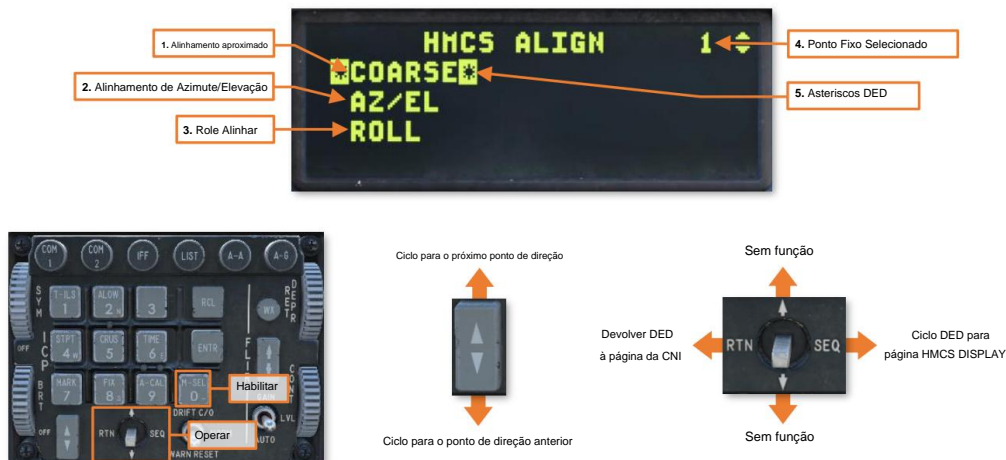 HMCS ALIGN 1
1. Alinhamento aproximado
4. Ponto Fixo Selecionado
*COARSE*
2. Alinhamento de Azimute/Elevação
AZ/EL
5. Asteriscos DED
3. Role Alinhar
ROLL
COM 1
COM 2
IFF
LIST
A-A
A-G
SYM
T-ILS 1
ALOW 2 N
3
RCL
WX
RET DEPR
OFF
ICP
STPT 4 W
CRUS 5
TIME 6 E
ENTR
FLIR
CONT
BRT
MARK 7
FIX 8 S
A-CAL 9
M-SEL 0 -
Habilitar
GAIN
OFF
RTN
SEQ
DRIFT C/O
Operar
WARN RESET
LVL
AUTO
Ciclo para o próximo ponto de direção
Ciclo para o ponto de direção anterior
Sem função
Devolver DED
à página da CNI
RTN
SEQ
Ciclo DED para
página HMCS DISPLAY
Sem função